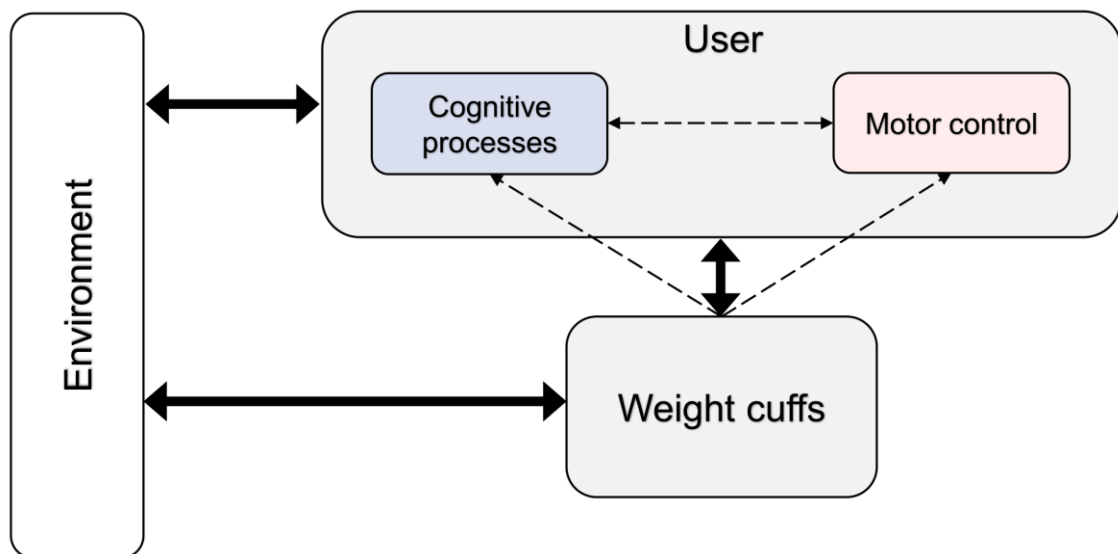 User
Cognitive
processes
Motor control
Environment
Weight cuffs